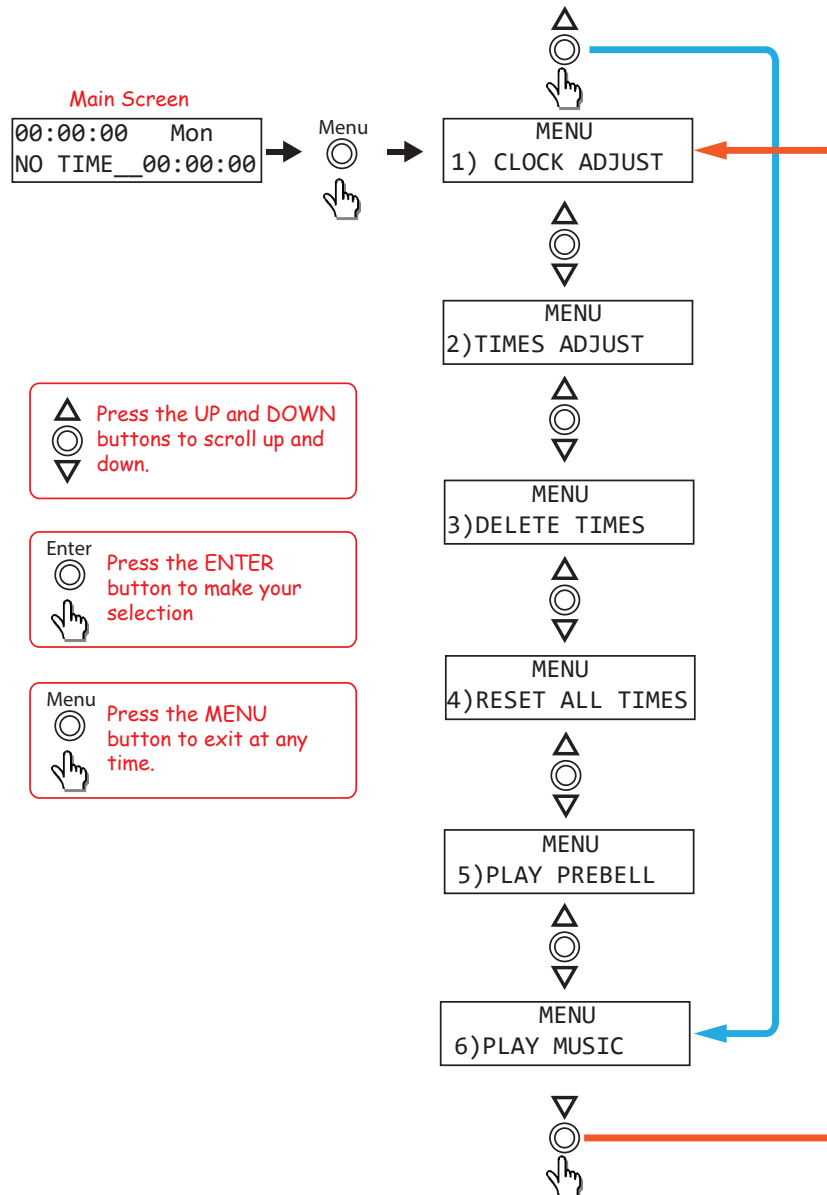 Main Screen
00:00:00 Mon
NO TIME__00:00:00
Menu
MENU
1) CLOCK ADJUST
MENU
2)TIMES ADJUST
Press the UP and DOWN
buttons to scroll up and
down.
MENU
3)DELETE TIMES
Enter
Press the ENTER
button to make your
selection
MENU
4)RESET ALL TIMES
Menu
Press the MENU
button to exit at any
time.
MENU
5)PLAY PREBELL
MENU
6)PLAY MUSIC